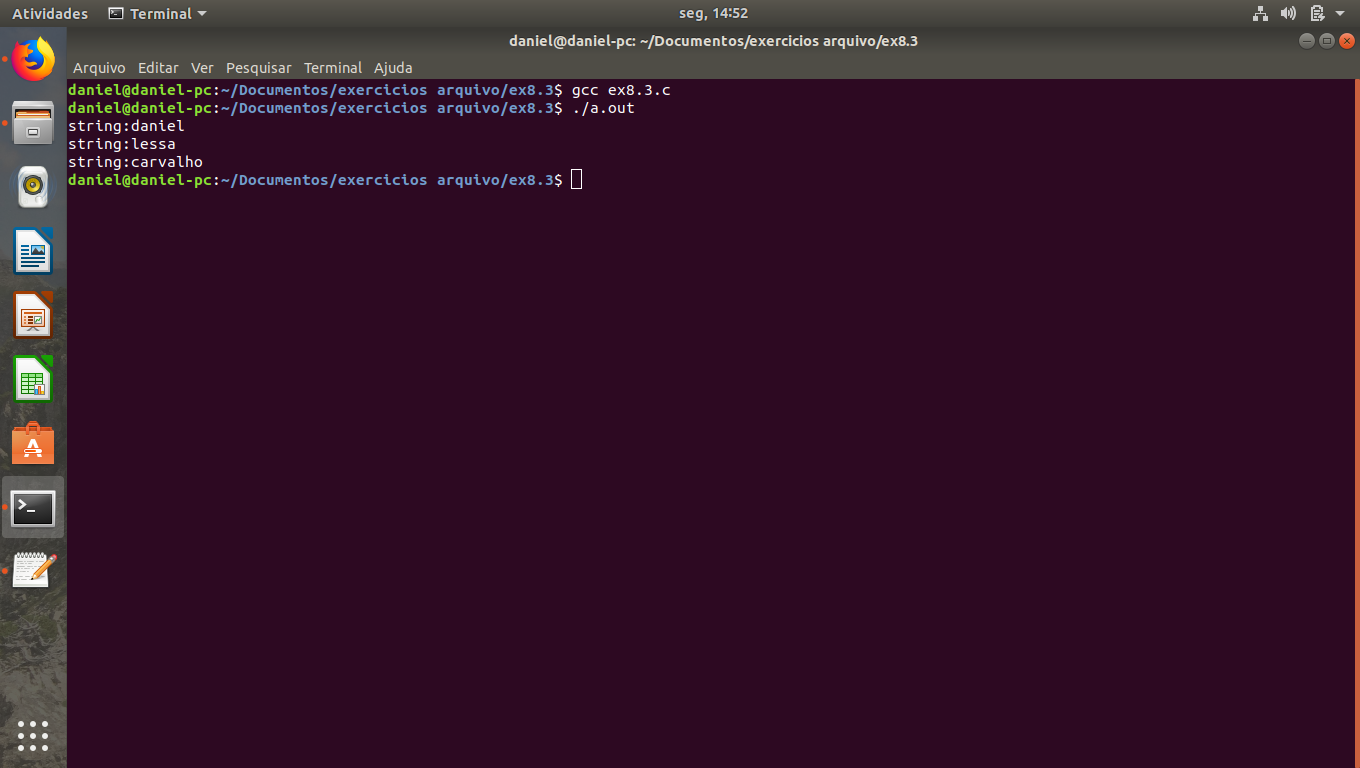 Atividades Terminal seg, 14:52
daniel@daniel-pc: ~/Documentos/exercicios arquivo/ex8.3
Arquivo Editar Ver Pesquisar Terminal Ajuda
daniel@daniel-pc:~/Documentos/exercicios arquivo/ex8.3$ gcc ex8.3.c
daniel@daniel-pc:~/Documentos/exercicios arquivo/ex8.3$ ./a.out
string:daniel
string:lessa
string:carvalho
daniel@daniel-pc:~/Documentos/exercicios arquivo/ex8.3$